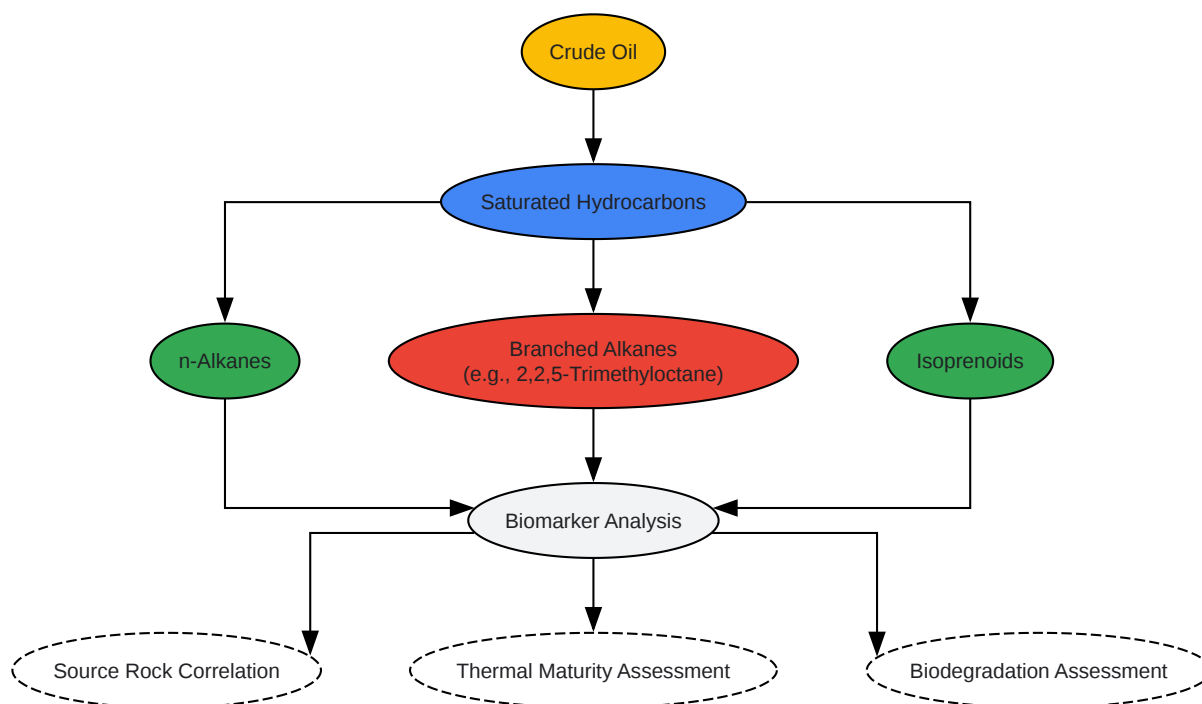 Crude Oil
Saturated Hydrocarbons
n-Alkanes
Branched Alkanes
(e.g., 2,2,5-Trimethyloctane)
Isoprenoids
Biomarker Analysis
Source Rock Correlation
Thermal Maturity Assessment
Biodegradation Assessment